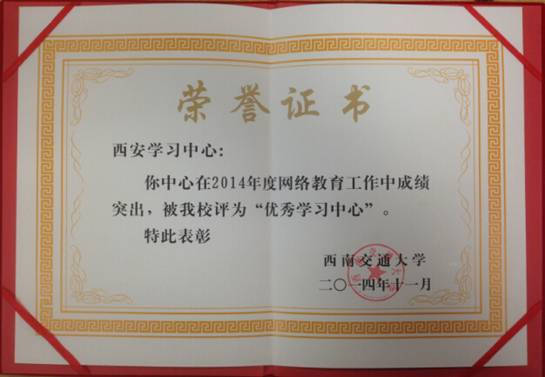 荣誉证书
西安学习中心:
你中心在2014年度网络教育工作中成绩
突出，被我校评为“优秀学习中心”。
特此表彰
西南交通大学
二〇一四年十一月